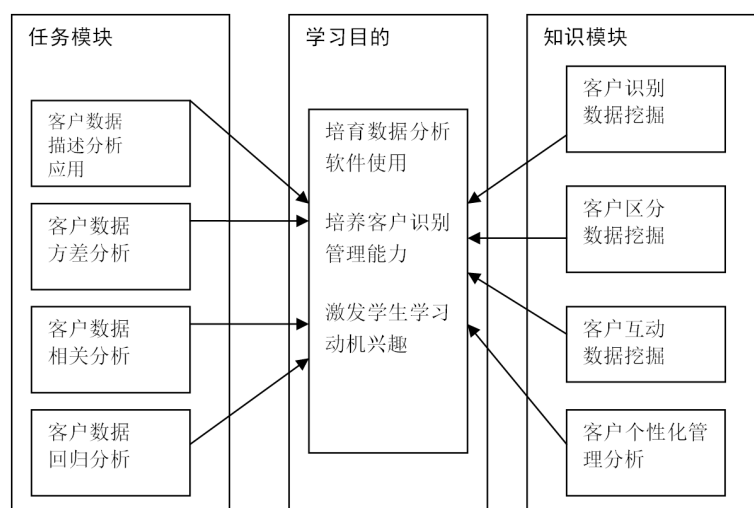 任务模块
客户数据
描述分析
应用
客户数据
方差分析
客户数据
相关分析
客户数据
回归分析
学习目的
培育数据分析
软件使用
培养客户识别
管理能力
激发学生学习
动机兴趣
知识模块
客户识别
数据挖掘
客户区分
数据挖掘
客户互动
数据挖掘
客户个性化管
理分析